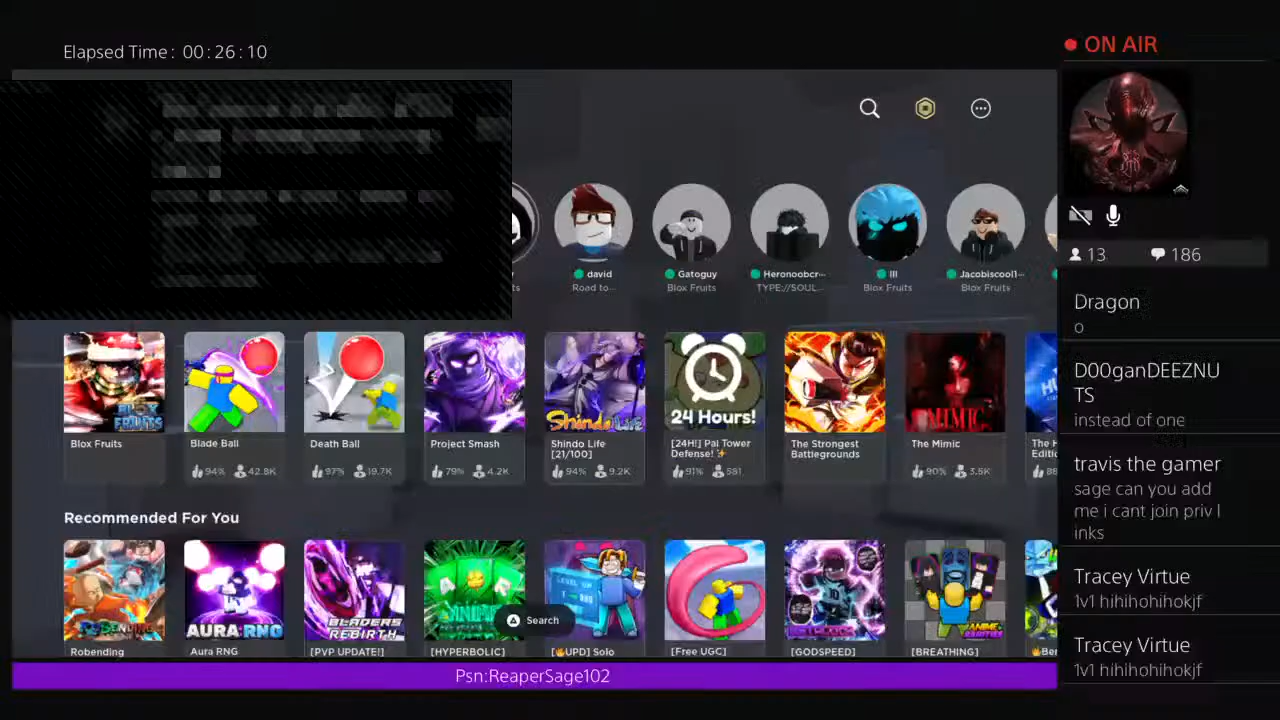 Elapsed Time: 00:26:10
ON AIR
13 186
david Gatoguy Heronoobcr... III Jacobiscool1...
Road to... Blox Fruits TYPE://SOUL... Blox Fruits Blox Fruits
BLOX FRUITS
Shindo Life
24 Hours!
MIMIC
Blox Fruits
Blade Ball
Death Ball
Project Smash
Shindo Life
[21/100]
[24H!] Pal Tower
Defense! ✨
The Strongest
Battlegrounds
The Mimic
94% 42.8K
97% 19.7K
79% 4.2K
94% 9.2K
91% 581
90% 3.5K
Recommended For You
AURA RNG
BLADERS
REBIRTH
Search
Robending
Aura RNG
[PVP UPDATE!]
[HYPERBOLIC]
[🔥UPD] Solo
[Free UGC]
[GODSPEED]
[BREATHING]
Psn:ReaperSage102
Dragon
o
D00ganDEEZNU
TS
instead of one
travis the gamer
sage can you add
me i cant join priv l
inks
Tracey Virtue
1v1 hihihohihokjf
Tracey Virtue
1v1 hihihohihokjf